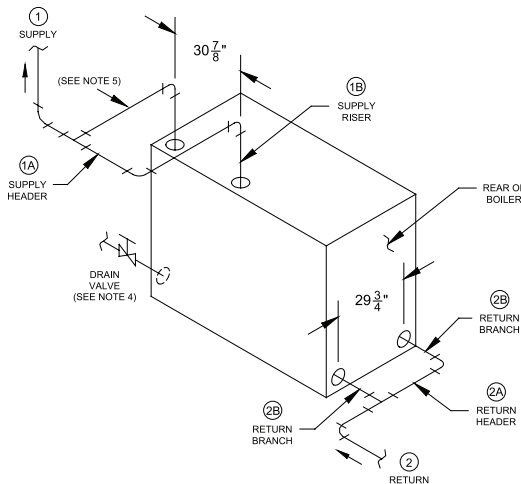 1
SUPPLY
30 7/8"
(SEE NOTE 5)
1B
SUPPLY
RISER
1A
SUPPLY
HEADER
REAR O
BOILER
DRAIN
VALVE
(SEE NOTE 4)
29 3/4"
2B
RETURN
BRANCH
2A
RETURN
HEADER
2B
RETURN
BRANCH
2
RETURN